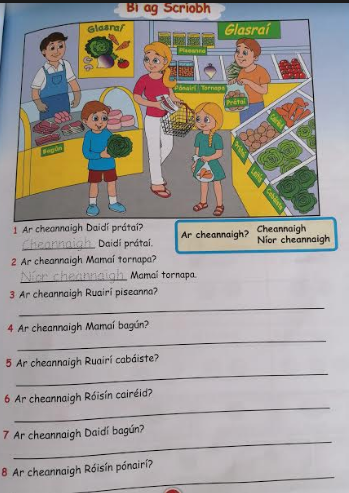 Bí ag Scríobh
Glasraí
Glasraí
Piseanna
Pónairí
Tornapa
Prátaí
Bagún
1 Ar cheannaigh Daidí prátaí?
Cheannaigh Daidí prátaí.
Ar cheannaigh? Cheannaigh
Níor cheannaigh
2 Ar cheannaigh Mamaí tornapa?
Níor cheannaigh Mamaí tornapa.
3 Ar cheannaigh Ruairí piseanna?
4 Ar cheannaigh Mamaí bagún?
5 Ar cheannaigh Ruairí cabáiste?
6 Ar cheannaigh Róisín cairéid?
7 Ar cheannaigh Daidí bagún?
8 Ar cheannaigh Róisín pónairí?